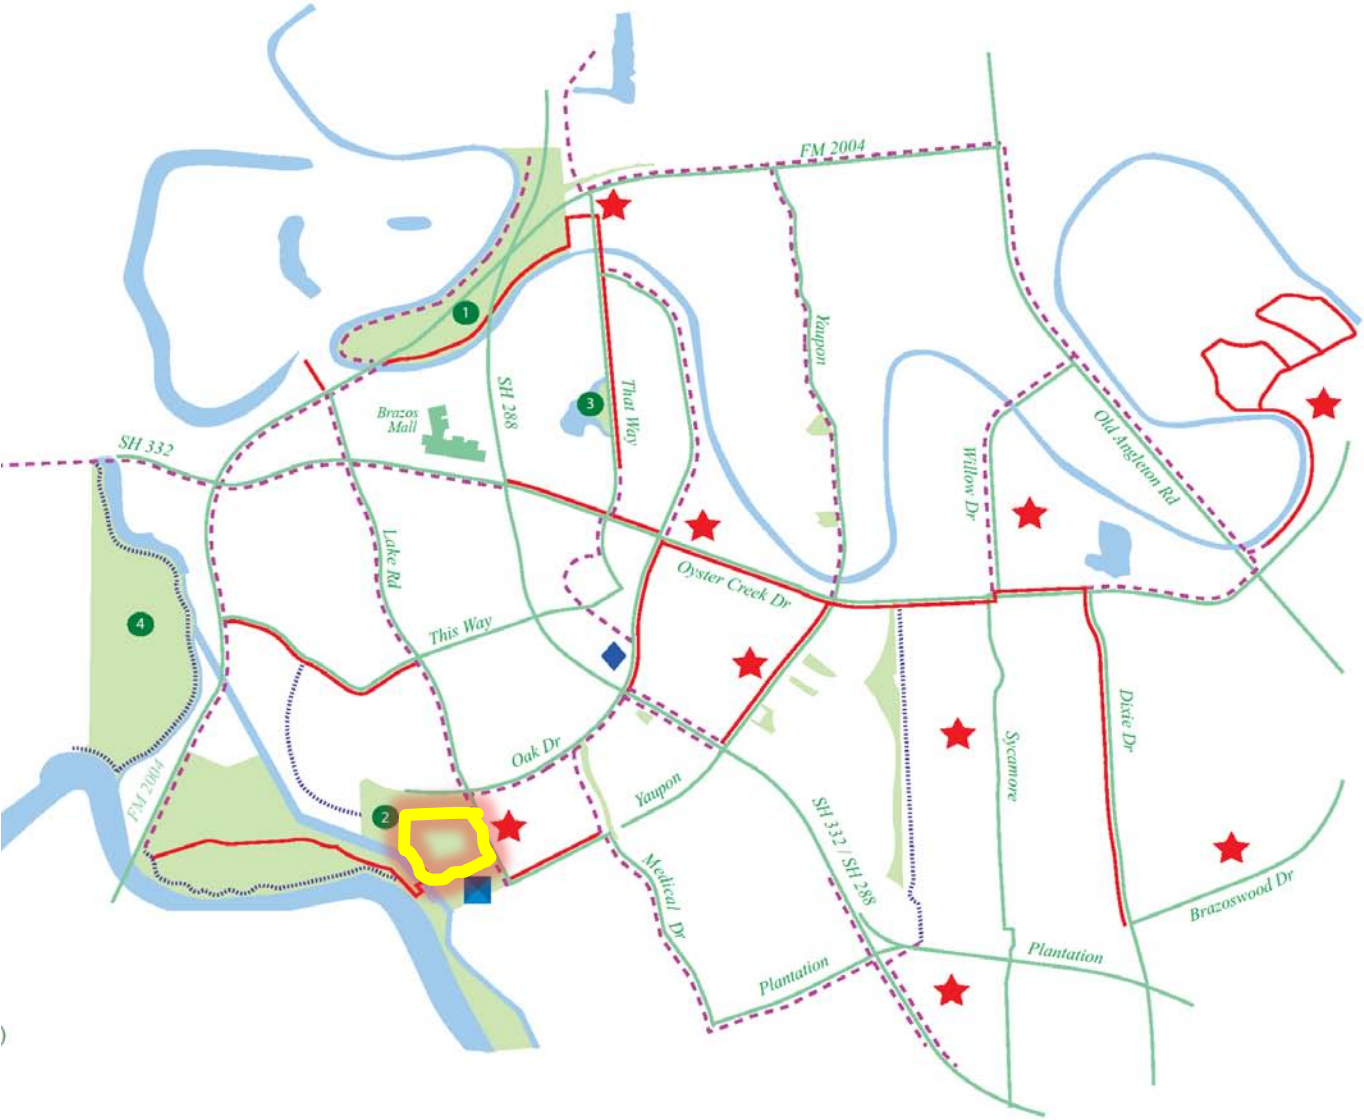 FM 2004
1
Yaupon
SH 288
3
That Way
Brazos
Mall
SH 332
Old Angleton Rd
Willow Dr
Lake Rd
Oyster Creek Dr
4
This Way
Dixie Dr
Oak Dr
Sycamore
FM 2004
2
Yaupon
SH 332 / SH 288
Medical Dr
Brazoswood Dr
Plantation
Plantation
)